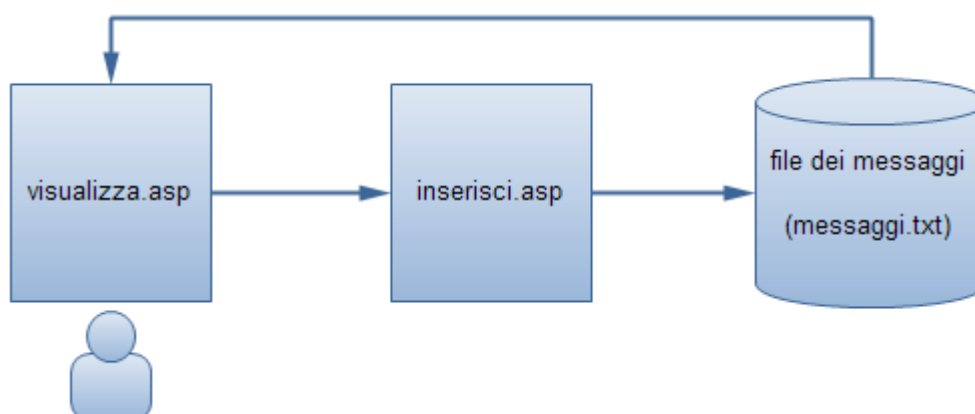 visualizza.asp
inserisci.asp
file dei messaggi
(messaggi.txt)